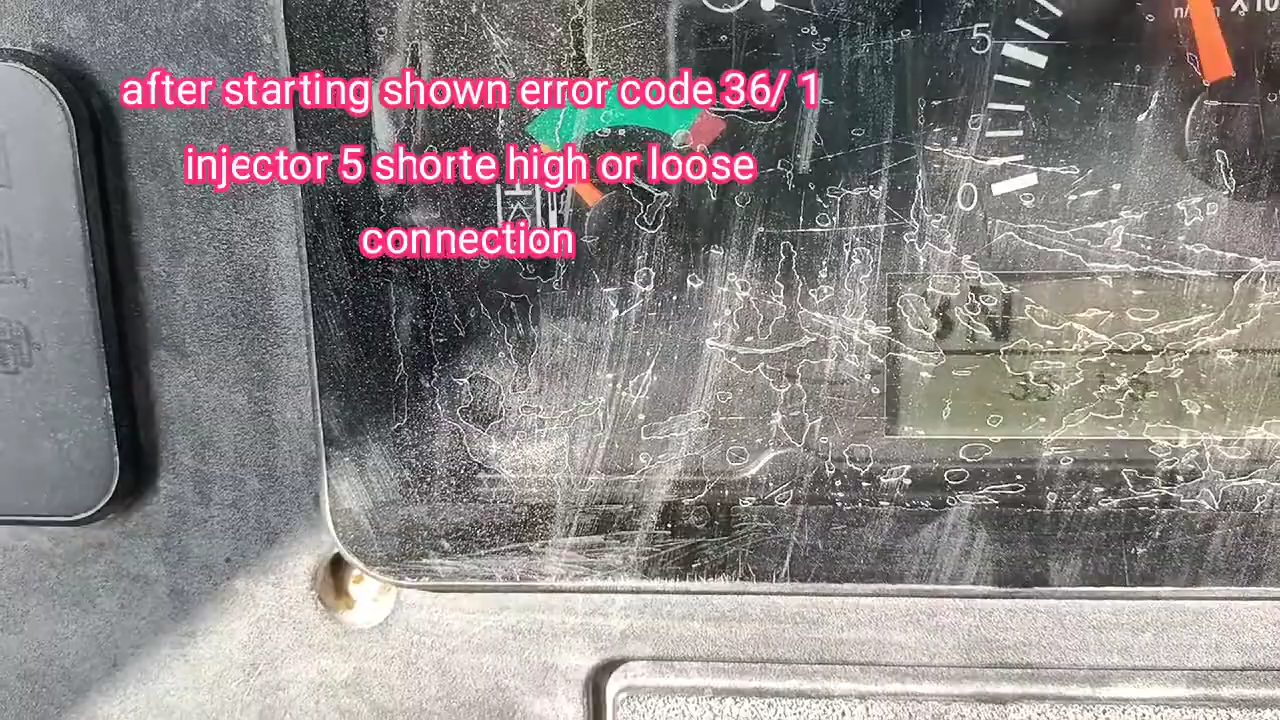 5
after starting shown error code 36/ 1
injector 5 shorte high or loose
0
connection